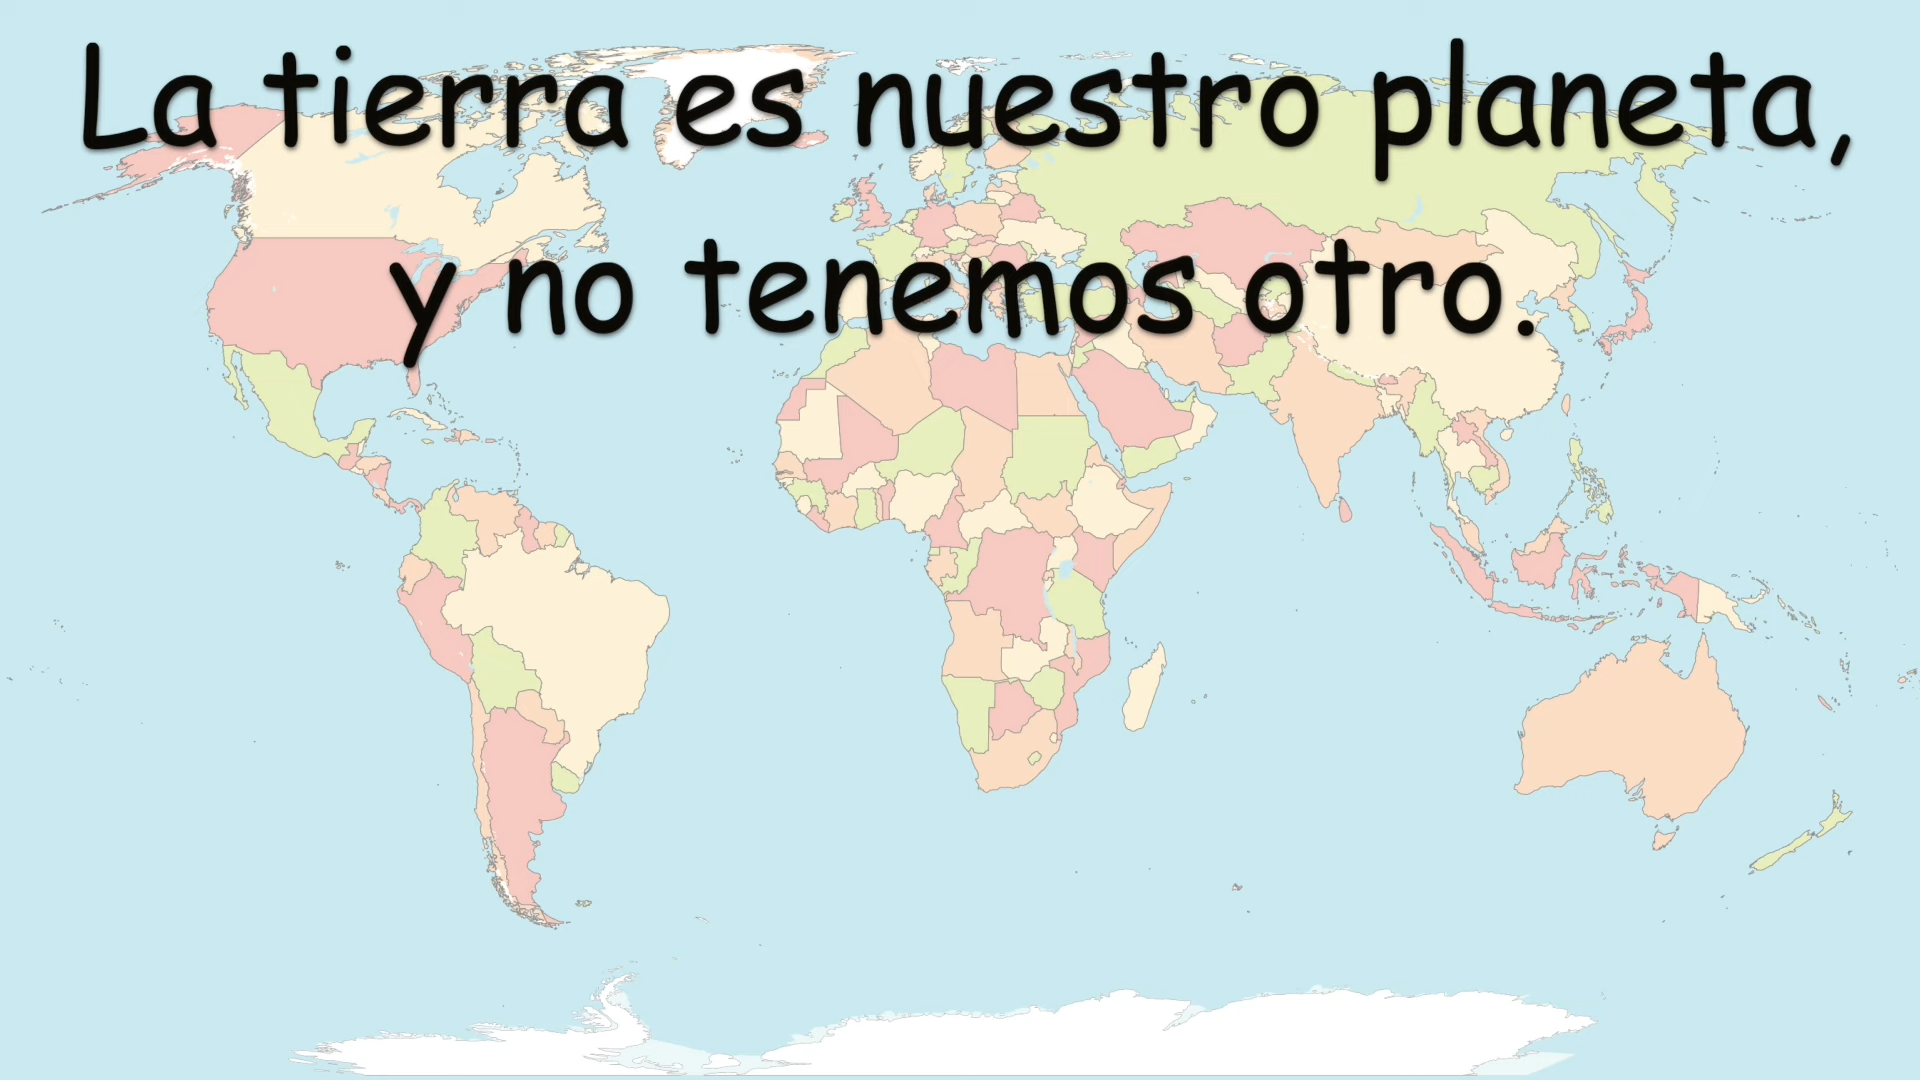 La tierra es nuestro planeta,
y no tenemos otro.